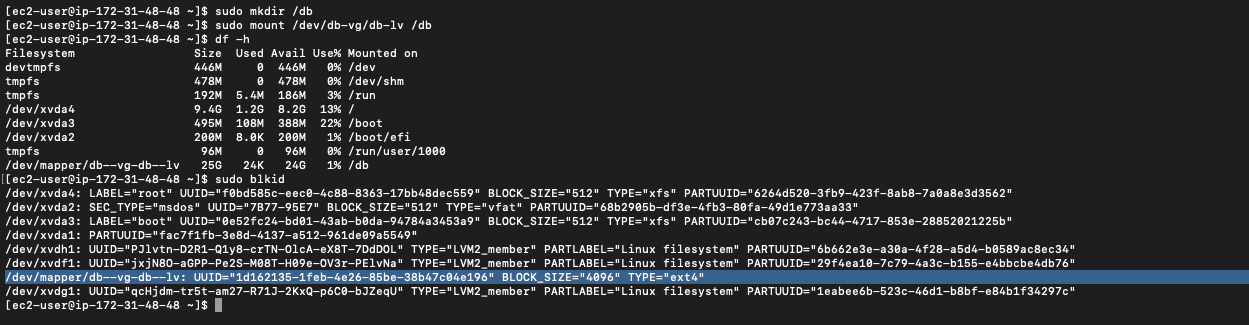 [ec2-user@ip-172-31-48-48 ~]$ sudo mkdir /db
[ec2-user@ip-172-31-48-48 ~]$ sudo mount /dev/db-vg/db-lv /db
[ec2-user@ip-172-31-48-48 ~]$ df -h
Filesystem Size Used Avail Use% Mounted on
devtmpfs 446M 0 446M 0% /dev
tmpfs 478M 0 478M 0% /dev/shm
tmpfs 192M 5.4M 186M 3% /run
/dev/xvda4 9.4G 1.2G 8.2G 13% /
/dev/xvda3 495M 108M 388M 22% /boot
/dev/xvda2 200M 8.0K 200M 1% /boot/efi
tmpfs 96M 0 96M 0% /run/user/1000
/dev/mapper/db--vg-db--lv 25G 24K 24G 1% /db
[[ec2-user@ip-172-31-48-48 ~]$ sudo blkid
/dev/xvda4: LABEL="root" UUID="f0bd585c-eec0-4c88-8363-17bb48dec559" BLOCK_SIZE="512" TYPE="xfs" PARTUUID="6264d520-3fb9-423f-8ab8-7a0a8e3d3562"
/dev/xvda2: SEC_TYPE="msdos" UUID="7B77-95E7" BLOCK_SIZE="512" TYPE="vfat" PARTUUID="68b2905b-df3e-4fb3-80fa-49d1e773aa33"
/dev/xvda3: LABEL="boot" UUID="0e52fc24-bd01-43ab-b0da-94784a3453a9" BLOCK_SIZE="512" TYPE="xfs" PARTUUID="cb07c243-bc44-4717-853e-28852021225b"
/dev/xvda1: PARTUUID="fac7f1fb-3e8d-4137-a512-961de09a5549"
/dev/xvdh1: UUID="PJlvtn-D2R1-Q1y8-crTN-OlcA-eX8T-7DdDOL" TYPE="LVM2_member" PARTLABEL="Linux filesystem" PARTUUID="6b662e3e-a30a-4f28-a5d4-b0589ac8ec34"
/dev/xvdf1: UUID="jxjN8O-aGPP-Pe2S-M08T-H09e-OV3r-PElvNa" TYPE="LVM2_member" PARTLABEL="Linux filesystem" PARTUUID="29f4ea10-7c79-4a3c-b155-e4bbcbe4db76"
/dev/mapper/db--vg-db--lv: UUID="1d162135-1feb-4e26-85be-38b47c04e196" BLOCK_SIZE="4096" TYPE="ext4"
/dev/xvdg1: UUID="qcHjdm-tr5t-am27-R71J-2KxQ-p6C0-bJZeqU" TYPE="LVM2_member" PARTLABEL="Linux filesystem" PARTUUID="1eabee6b-523c-46d1-b8bf-e84b1f34297c"
[ec2-user@ip-172-31-48-48 ~]$